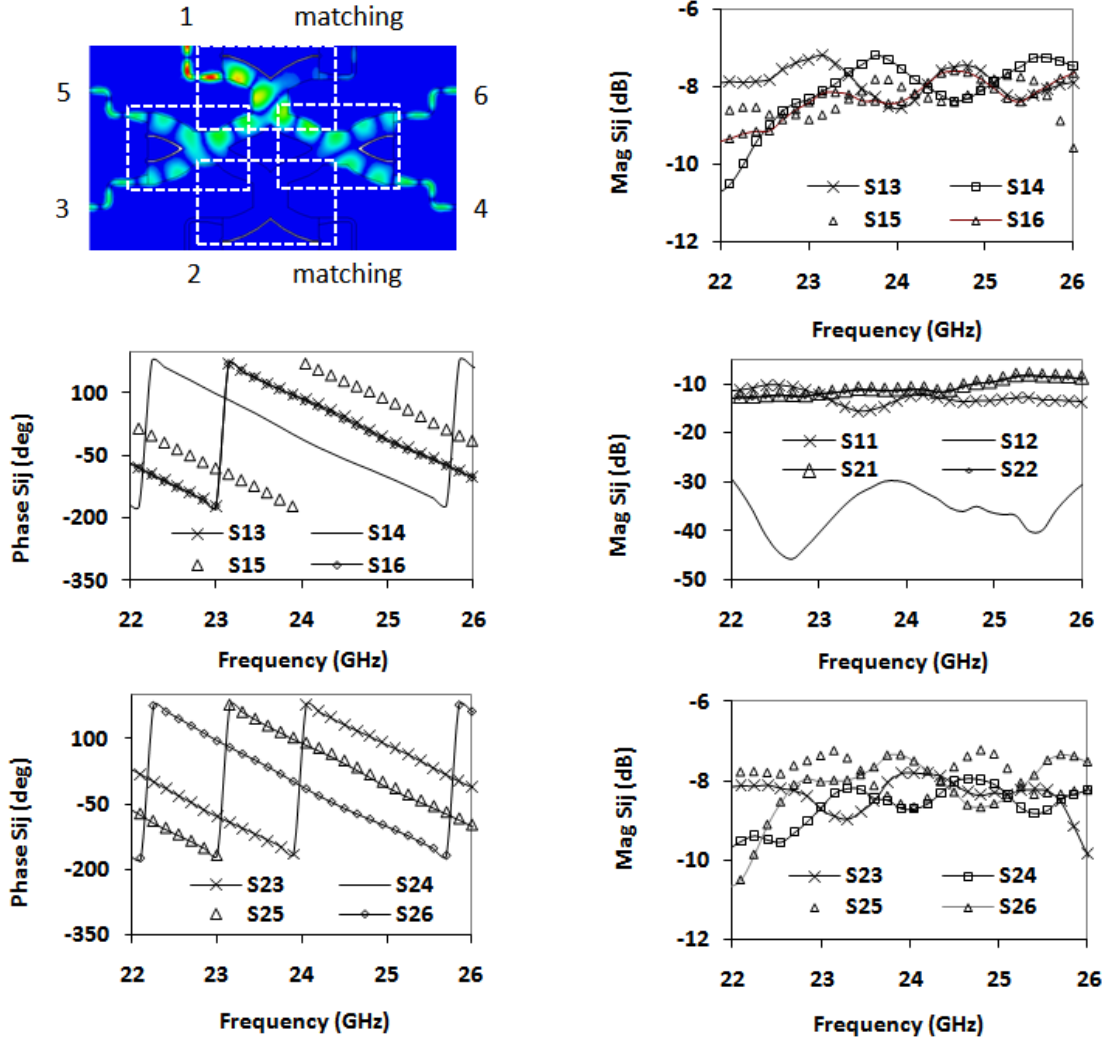 1 matching
5 6
3 4
2 matching
Mag Sij (dB)
-6
-8
-10
-12
S13 S14
S15 S16
22 23 24 25 26
Frequency (GHz)
Phase Sij (deg)
100
-50
-200
-350
S13 S14
S15 S16
22 23 24 25 26
Frequency (GHz)
Mag Sij (dB)
-10
-20
-30
-40
-50
S11 S12
S21 S22
22 23 24 25 26
Frequency (GHz)
Phase Sij (deg)
100
-50
-200
-350
S23 S24
S25 S26
22 23 24 25 26
Frequency (GHz)
Mag Sij (dB)
-6
-8
-10
-12
S23 S24
S25 S26
22 23 24 25 26
Frequency (GHz)